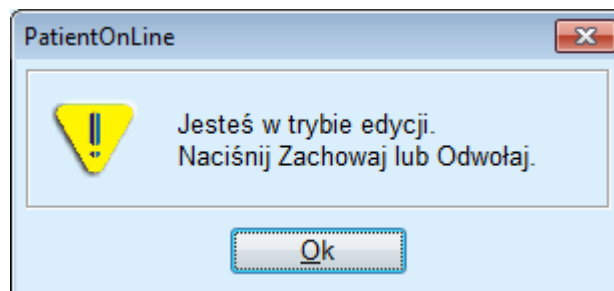 PatientOnLine
Jesteś w trybie edycji.
Naciśnij Zachowaj lub Odwołaj.
Ok